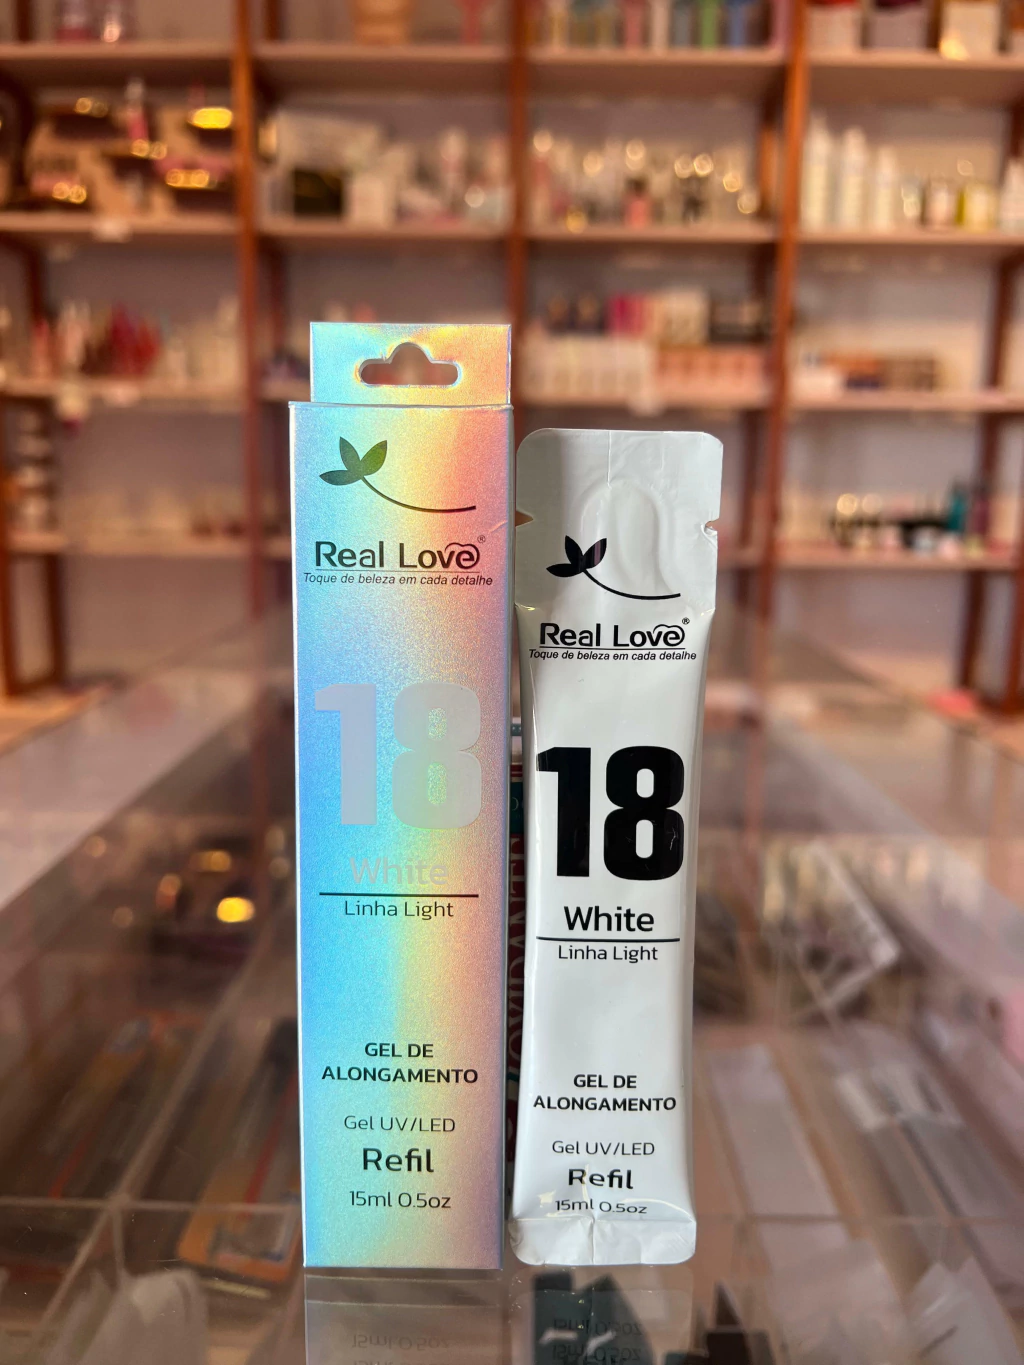 Real Love®
Toque de beleza em cada detalhe
18
White
Linha Light
GEL DE
ALONGAMENTO
Gel UV/LED
Refil
15ml 0.5oz
Real Love®
Toque de beleza em cada detalhe
18
White
Linha Light
GEL DE
ALONGAMENTO
Gel UV/LED
Refil
15ml 0.5oz